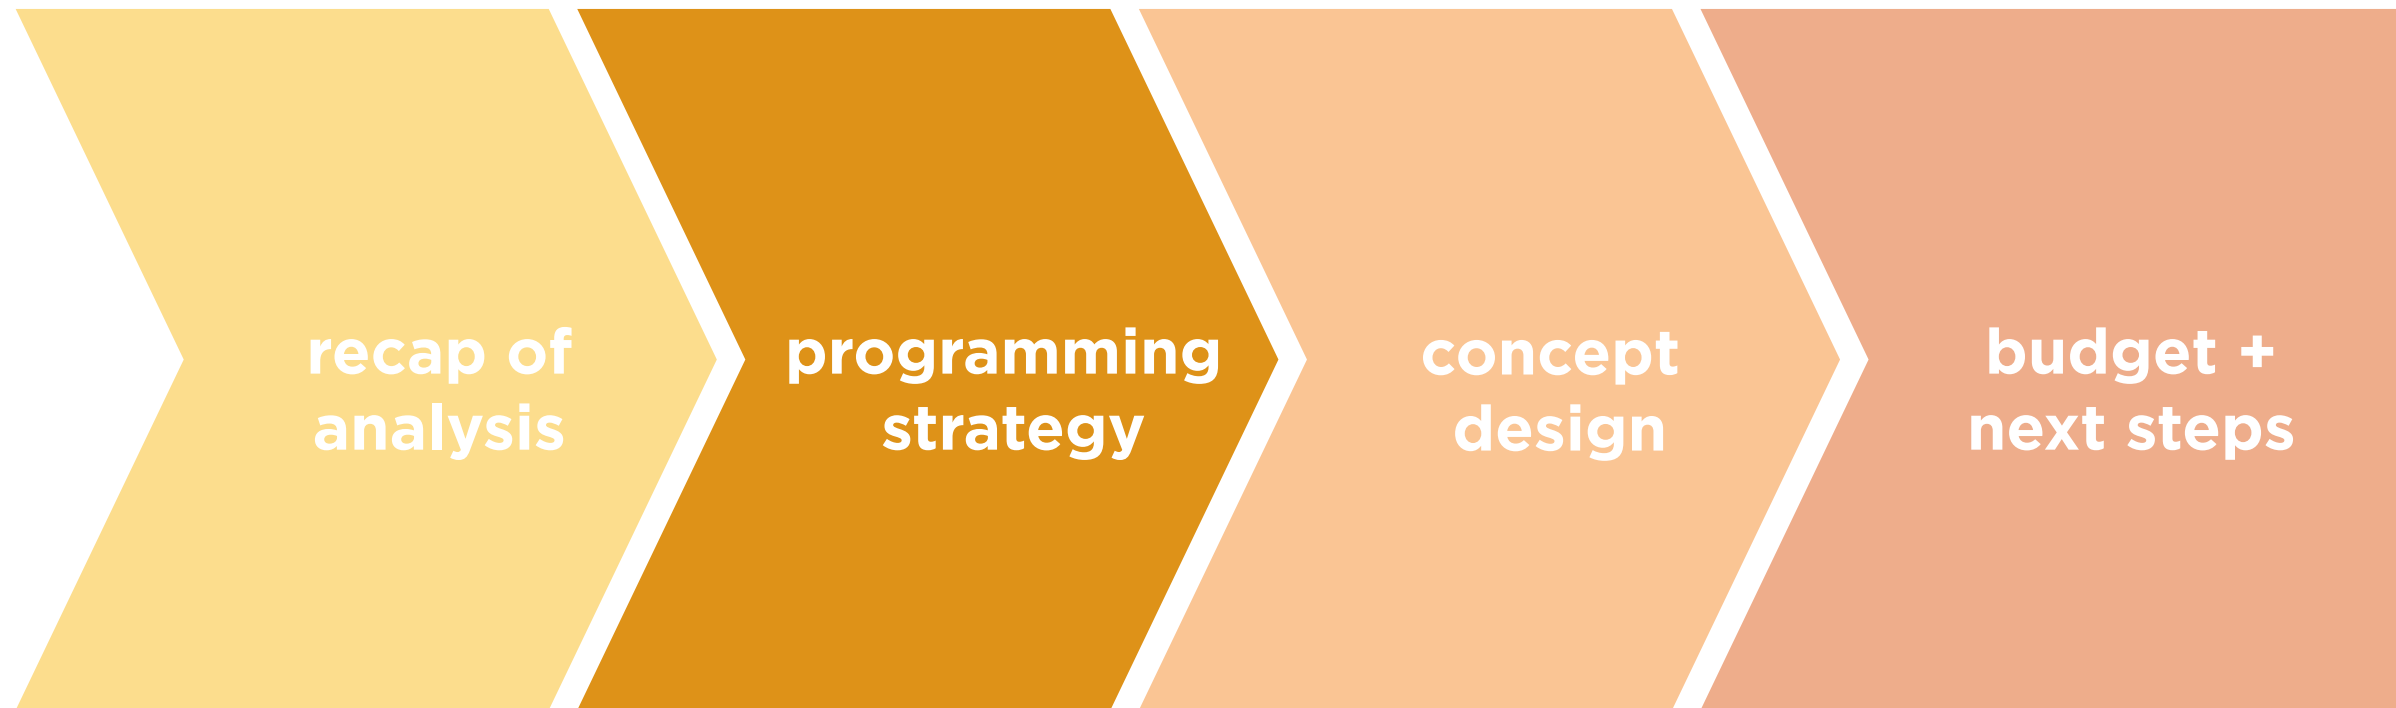 recap of
analysis
programming
strategy
concept
design
budget +
next steps